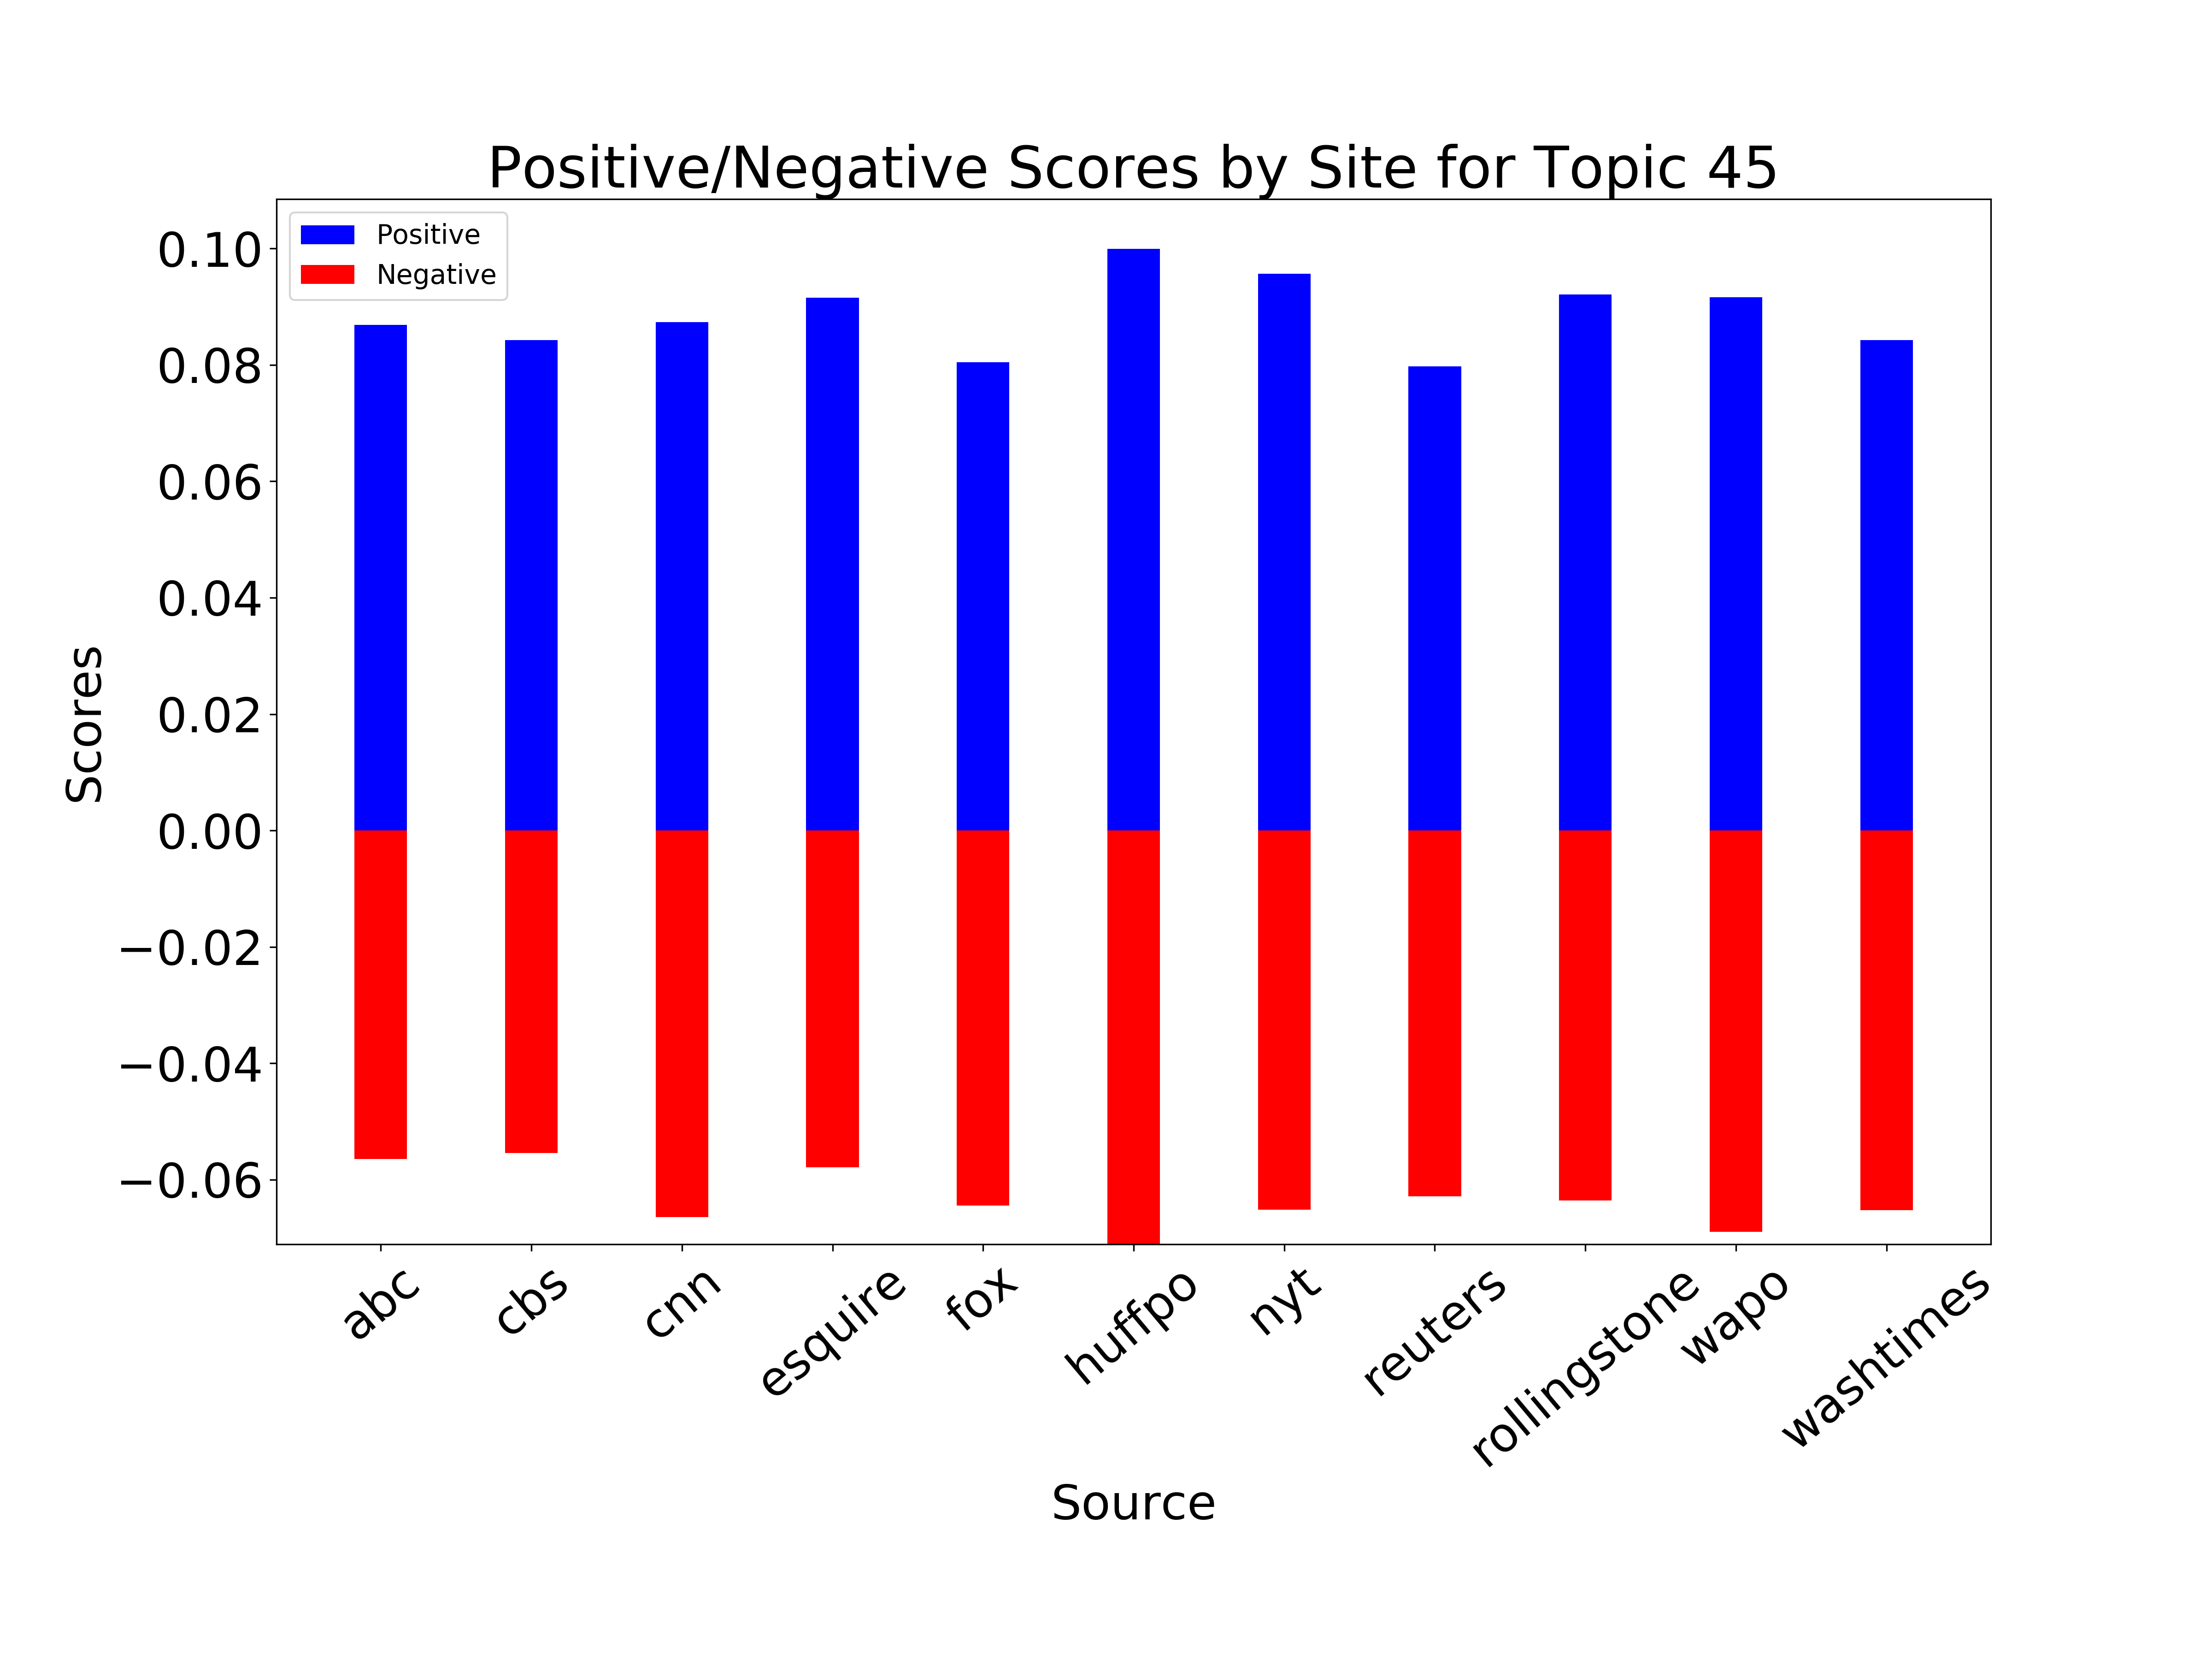 Positive/Negative Scores by Site for Topic 45
Positive
Negative
0.10
0.08
0.06
0.04
0.02
0.00
−0.02
−0.04
−0.06
Scores
abc
cbs
cnn
esquire
fox
huffpo
nyt
reuters
rollingstone
wapo
washtimes
Source